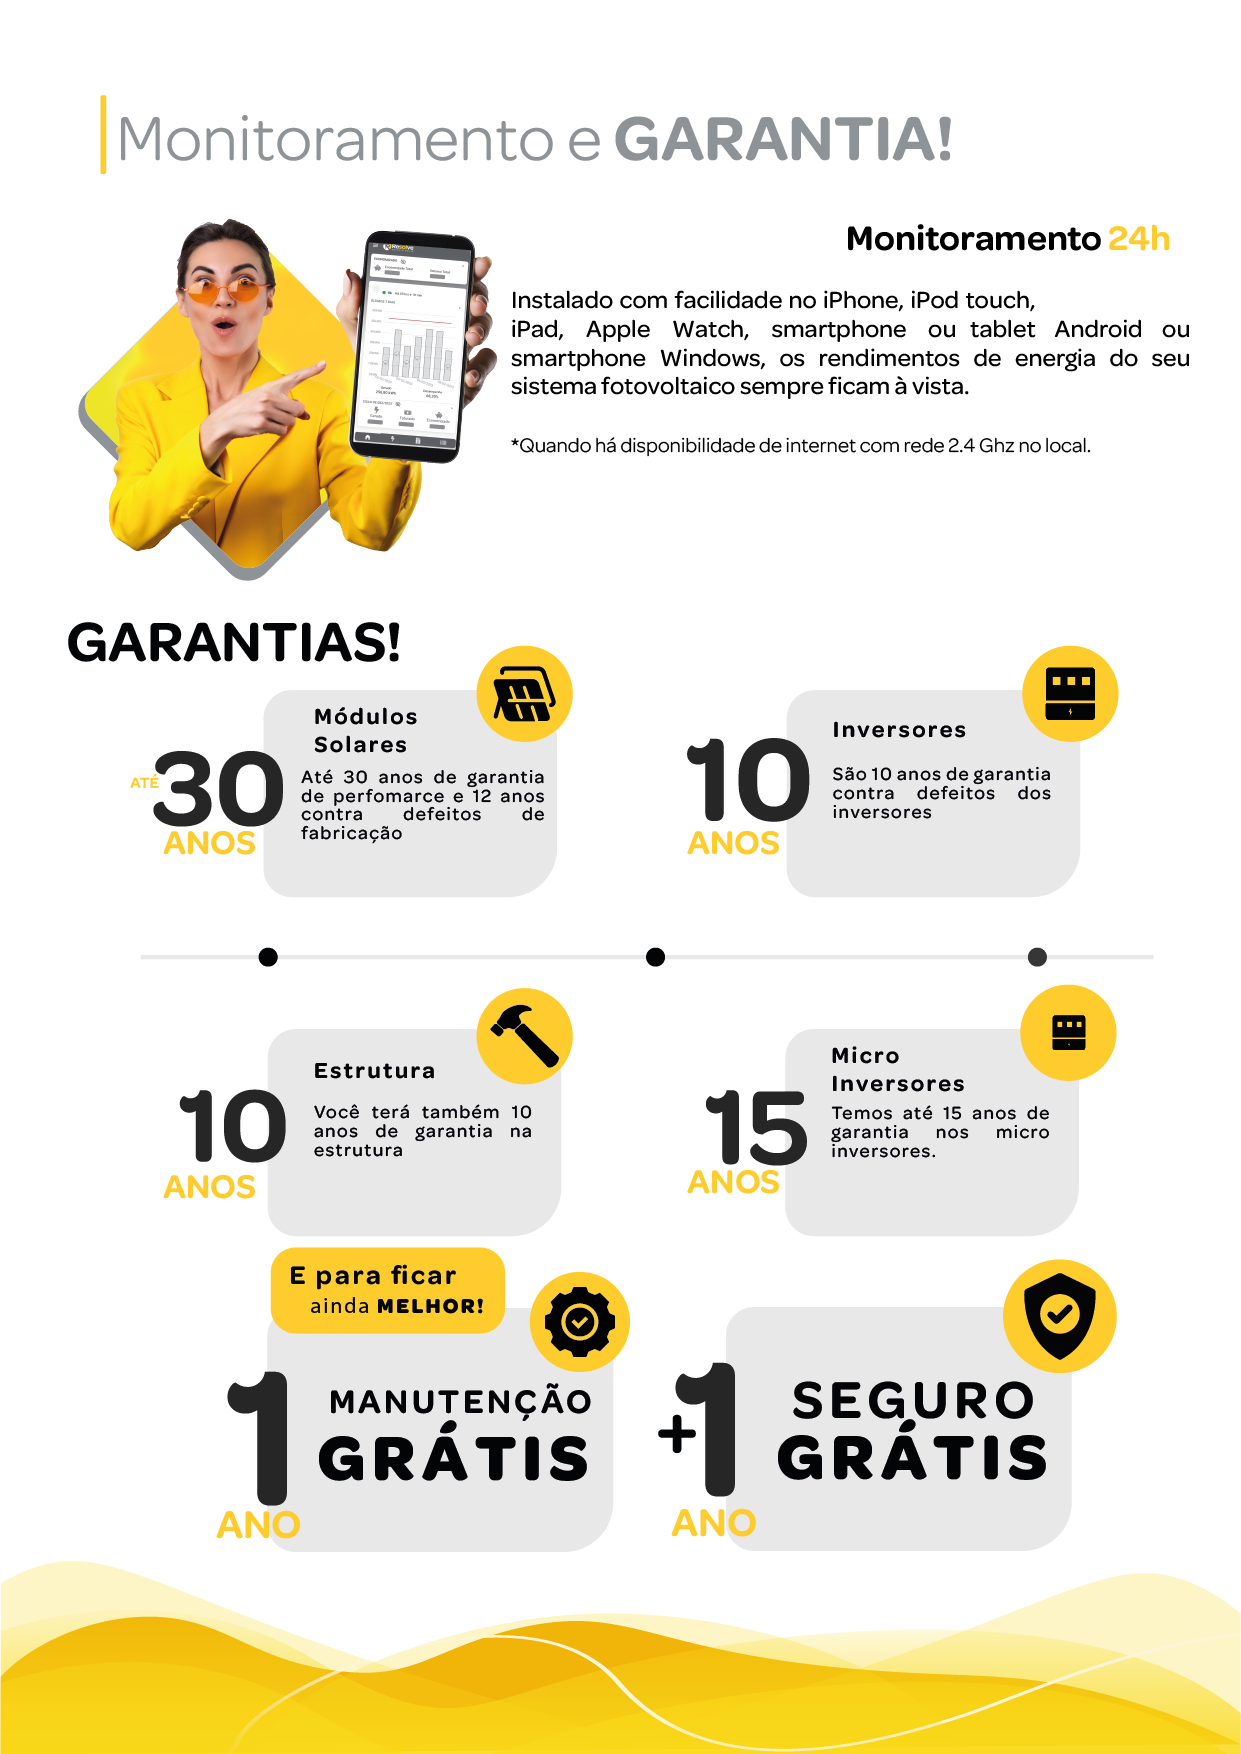 Monitoramento e GARANTIA!
Monitoramento 24h
Instalado com facilidade no iPhone, iPod touch,
iPad, Apple Watch, smartphone ou tablet Android ou
smartphone Windows, os rendimentos de energia do seu
sistema fotovoltaico sempre ficam à vista.
*Quando há disponibilidade de internet com rede 2.4 Ghz no local.
GARANTIAS!
Módulos
Solares
ATÉ
30
ANOS
Até 30 anos de garantia
de perfomarce e 12 anos
contra defeitos de
fabricação
Inversores
10
ANOS
São 10 anos de garantia
contra defeitos dos
inversores
Estrutura
10
ANOS
Você terá também 10
anos de garantia na
estrutura
Micro
Inversores
15
ANOS
Temos até 15 anos de
garantia nos micro
inversores.
E para ficar
ainda MELHOR!
1
ANO
MANUTENÇÃO
GRÁTIS
+1
ANO
SEGURO
GRÁTIS